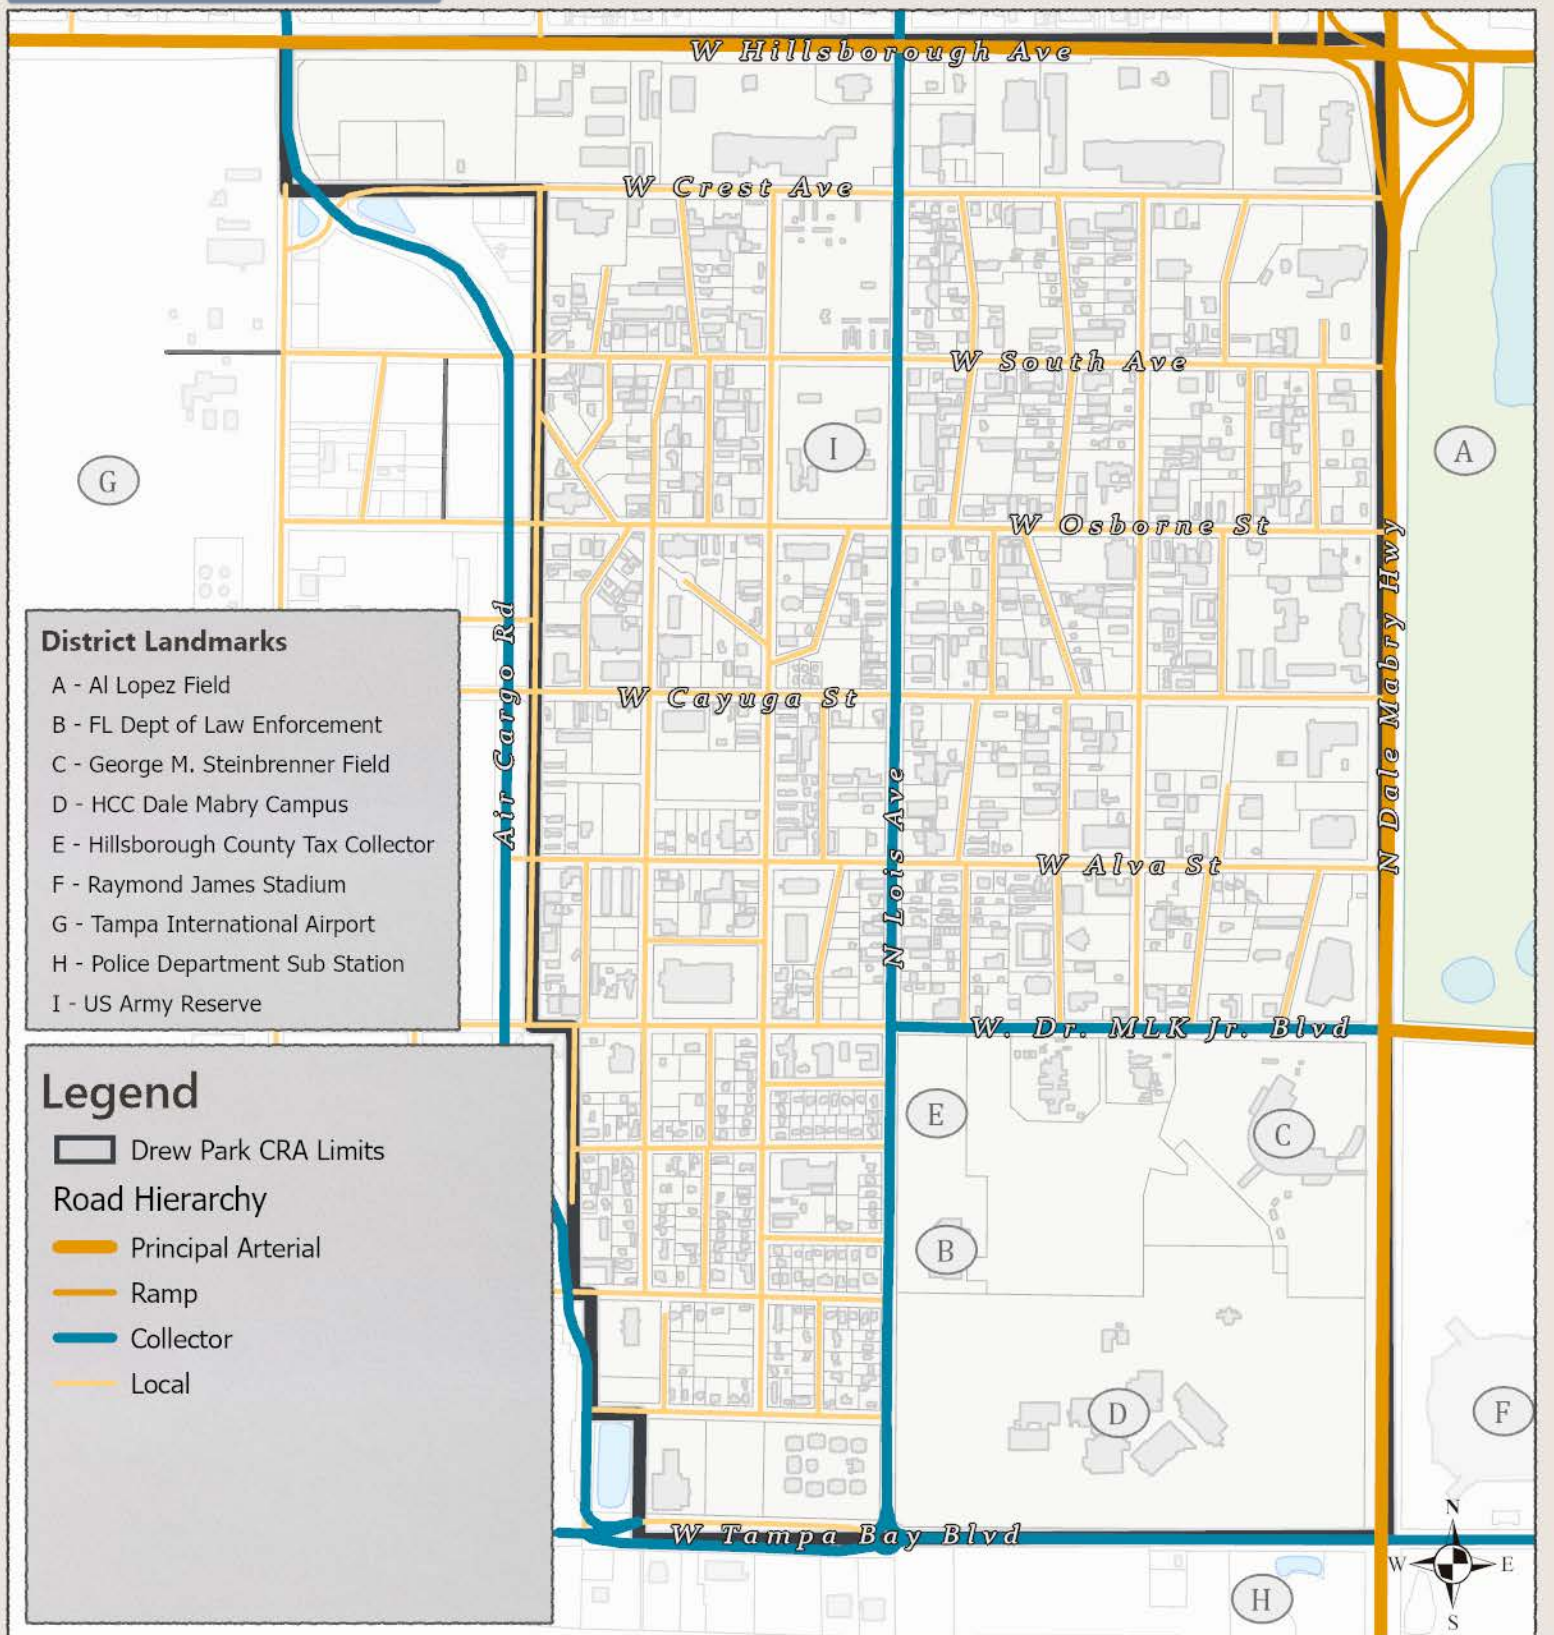 W Hillsborough Ave
W Crest Ave
W South Ave
I
A
G
W Osborne St
N Dale Mabry Hwy
Air Cargo Rd
W Cayuga St
N Lois Ave
W Alva St
W. Dr. MLK Jr. Blvd
District Landmarks
A - Al Lopez Field
B - FL Dept of Law Enforcement
C - George M. Steinbrenner Field
D - HCC Dale Mabry Campus
E - Hillsborough County Tax Collector
F - Raymond James Stadium
G - Tampa International Airport
H - Police Department Sub Station
I - US Army Reserve
Legend
Drew Park CRA Limits
Road Hierarchy
Principal Arterial
Ramp
Collector
Local
E
C
B
D
F
W Tampa Bay Blvd
H
N
W E
S